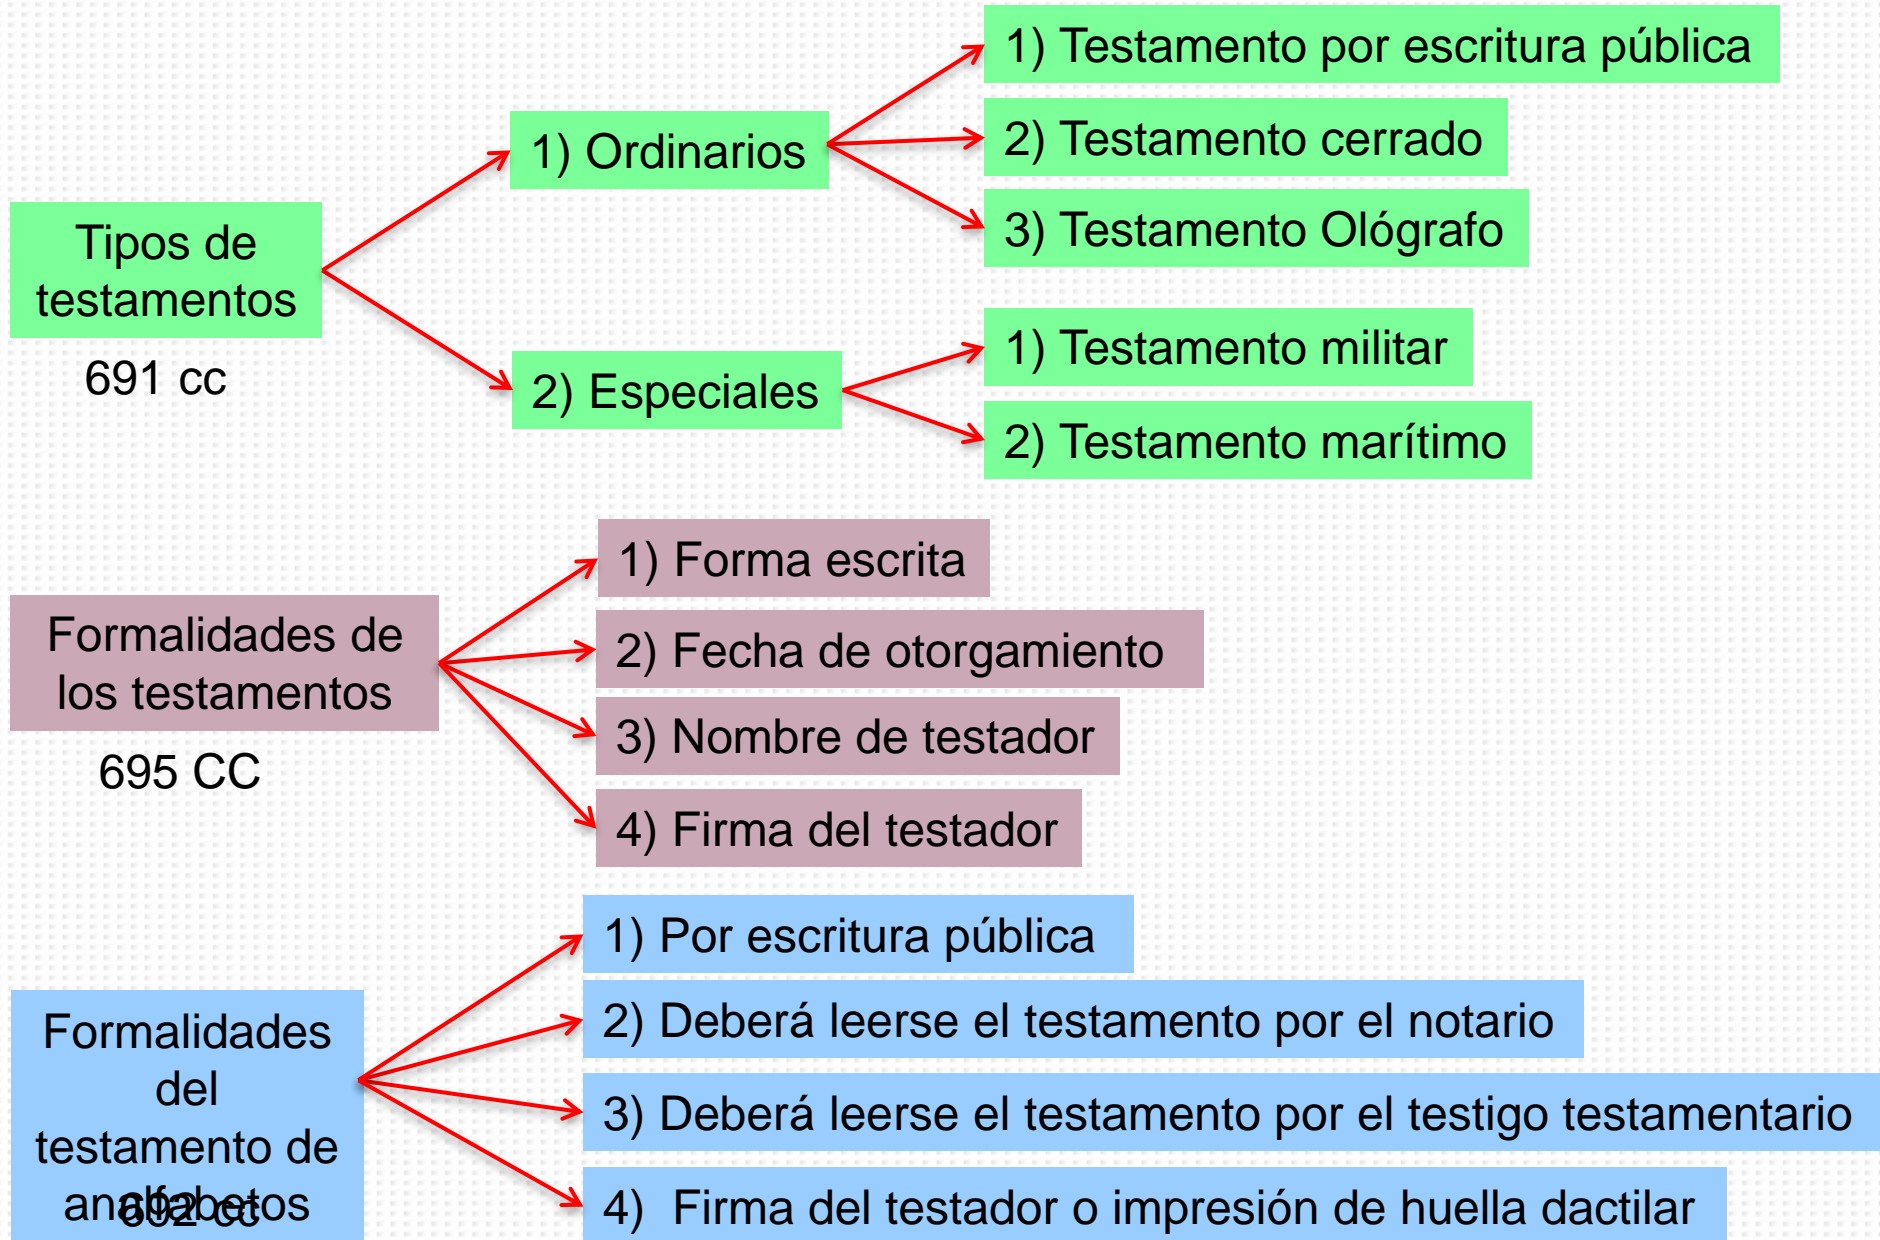 Tipos de
testamentos
691 cc
1) Ordinarios
1) Testamento por escritura pública
2) Testamento cerrado
3) Testamento Ológrafo
2) Especiales
1) Testamento militar
2) Testamento marítimo
Formalidades de
los testamentos
695 CC
1) Forma escrita
2) Fecha de otorgamiento
3) Nombre de testador
4) Firma del testador
Formalidades
del
testamento de
analfabetos
692 cc
1) Por escritura pública
2) Deberá leerse el testamento por el notario
3) Deberá leerse el testamento por el testigo testamentario
4) Firma del testador o impresión de huella dactilar